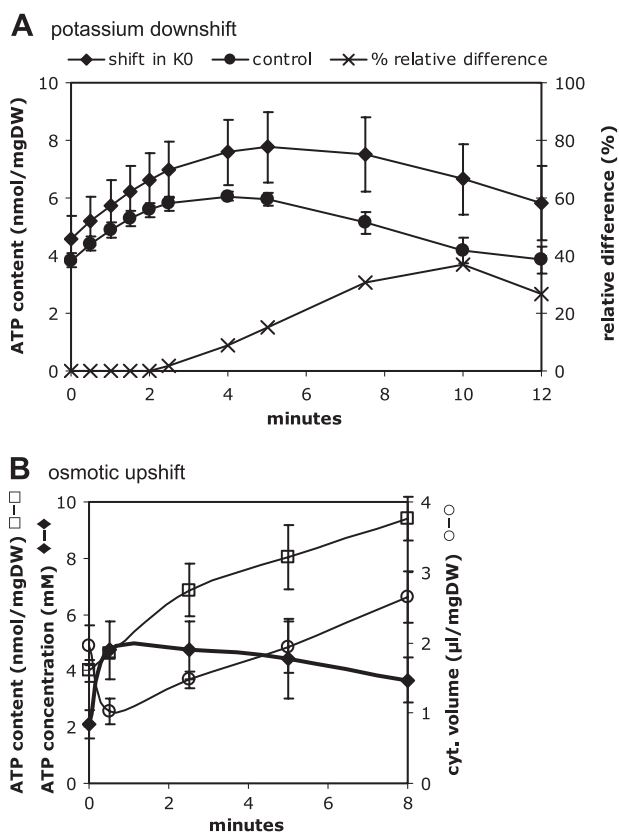 A potassium downshift
shift in K0 control % relative difference
ATP content (nmol/mgDW)
10
8
6
4
2
0
100
80
60
40
20
0
relative difference (%)
0 2 4 6 8 10 12
minutes
B osmotic upshift
ATP content (nmol/mgDW)
ATP concentration (mM)
10
8
6
4
2
0
4
3
2
1
0
cyt. volume (µl/mgDW)
0 2 4 6 8
minutes